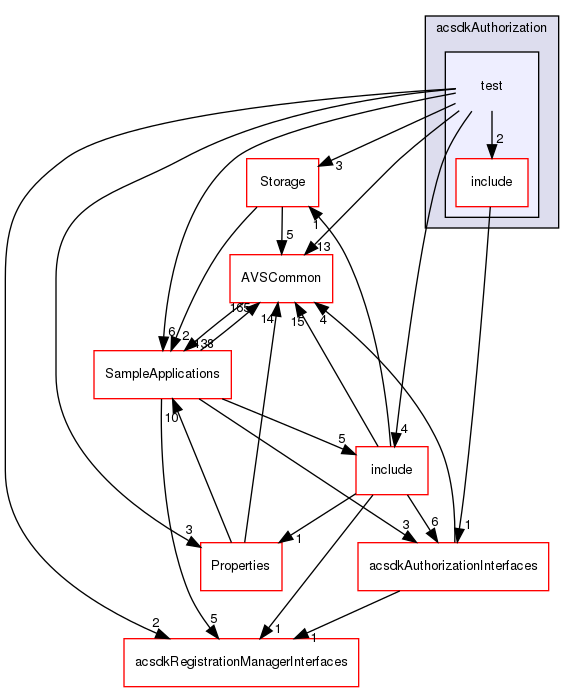 acsdkAuthorization
test
2
3
Storage
include
1
5
13
AVSCommon
165
14
15
4
6
2
138
SampleApplications
10
5
4
include
3
3
6
1
1
Properties
acsdkAuthorizationInterfaces
2
5
1
1
acsdkRegistrationManagerInterfaces